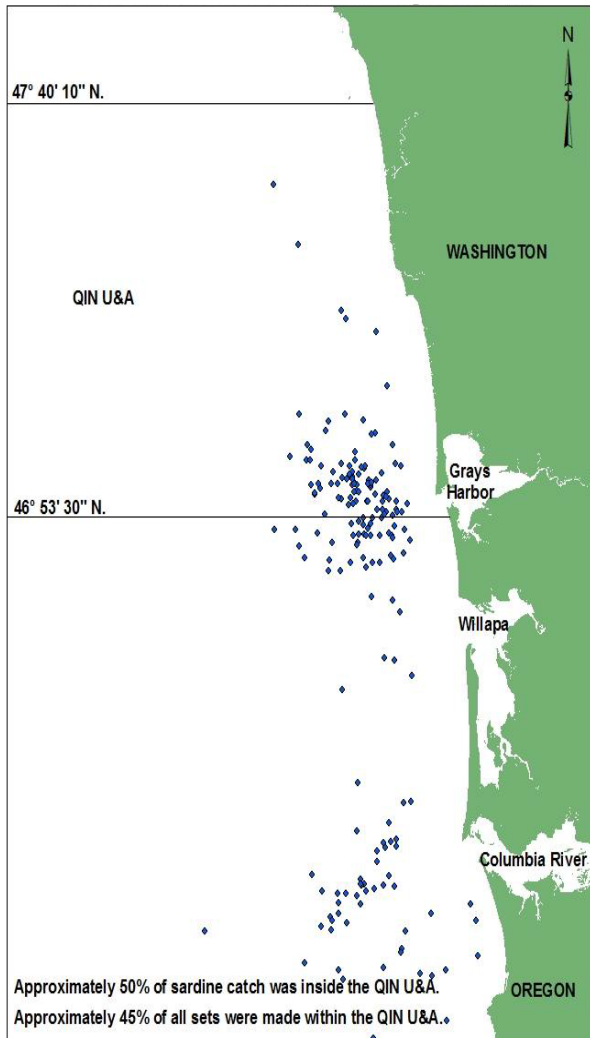 N
47° 40' 10" N.
WASHINGTON
QIN U&A
Grays
Harbor
46° 53' 30" N.
Willapa
Columbia River
Approximately 50% of sardine catch was inside the QIN U&A.
OREGON
Approximately 45% of all sets were made within the QIN U&A.